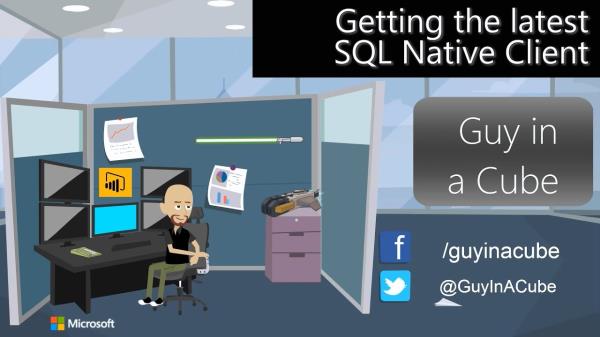 Getting the latest
SQL Native Client
Guy in
a Cube
f
/guyinacube
@GuyInACube
Microsoft